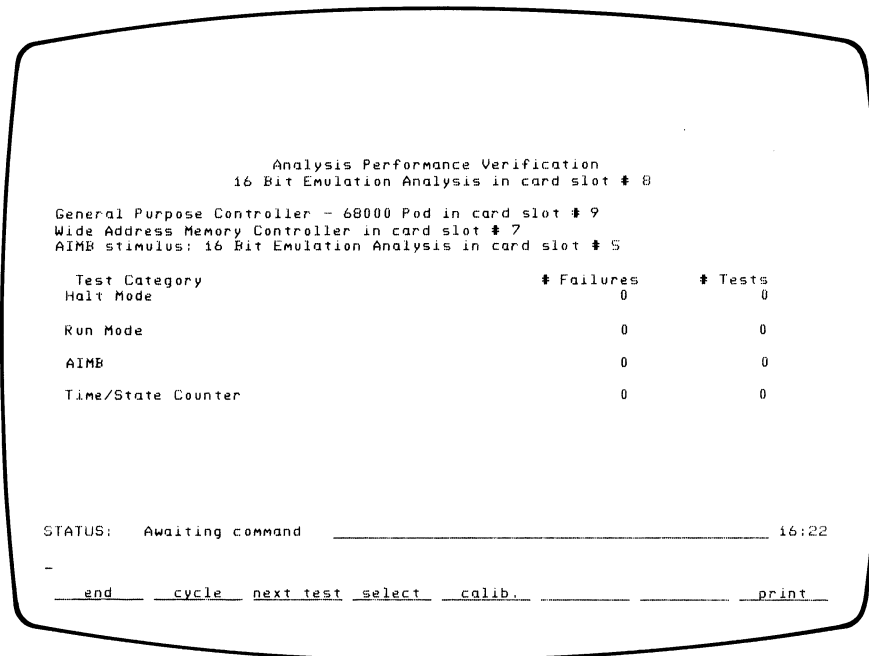 Analysis Performance Verification
16 Bit Emulation Analysis in card slot # 8
General Purpose Controller - 68000 Pod in card slot # 9
Wide Address Memory Controller in card slot # 7
AIMB stimulus: 16 Bit Emulation Analysis in card slot # 5
Test Category # Failures # Tests
Halt Mode 0 0
Run Mode 0 0
AIMB 0 0
Time/State Counter 0 0
STATUS: Awaiting command 16:22
end cycle next test select calib. print